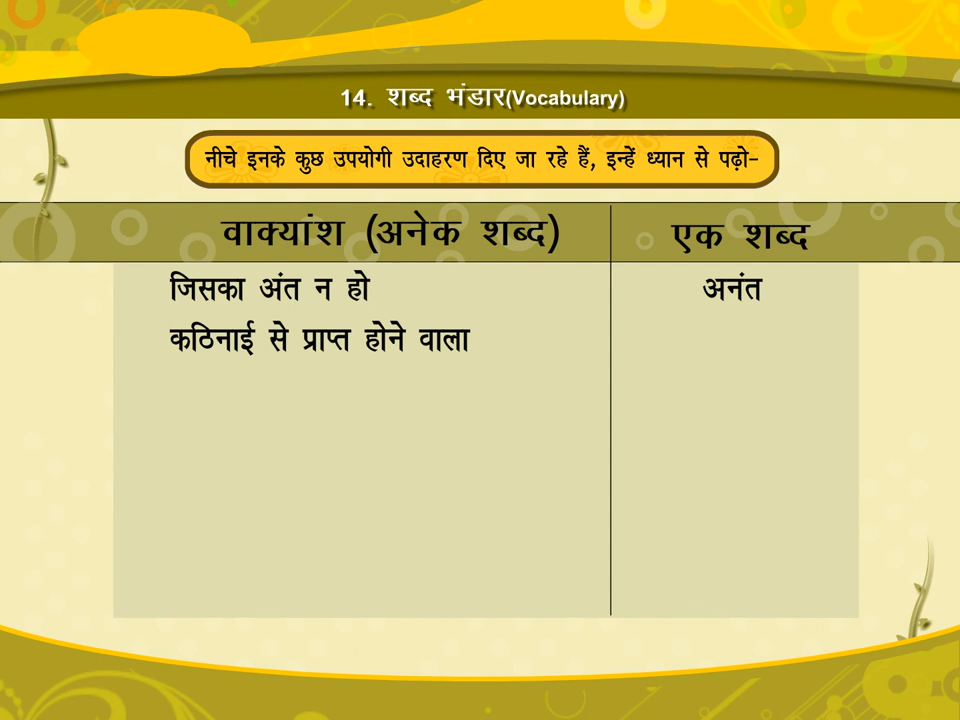 14. शब्द भंडार(Vocabulary)
नीचे इनके कुछ उपयोगी उदाहरण दिए जा रहे हैं, इन्हें ध्यान से पढ़ो-
वाक्यांश (अनेक शब्द) एक शब्द
जिसका अंत न हो अनंत
कठिनाई से प्राप्त होने वाला